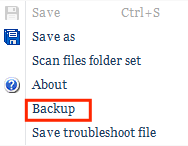 Save Ctrl+S
Save as
Scan files folder set
About
Backup
Save troubleshoot file